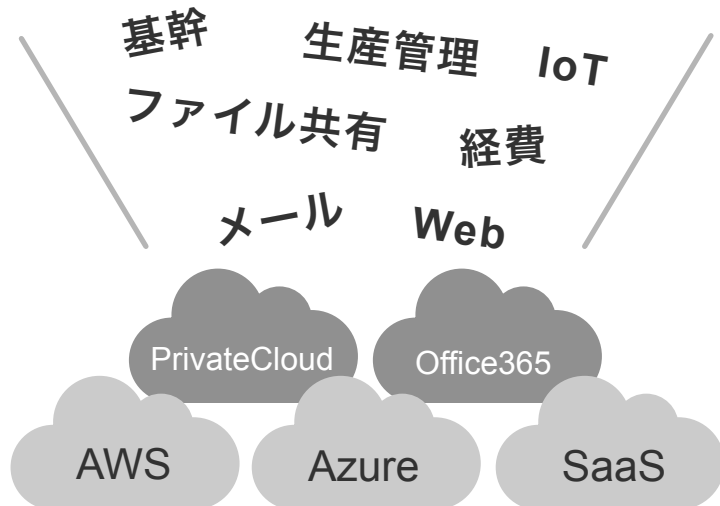 基幹
生産管理
IoT
ファイル共有
経費
メール
Web
PrivateCloud
Office365
AWS
Azure
SaaS